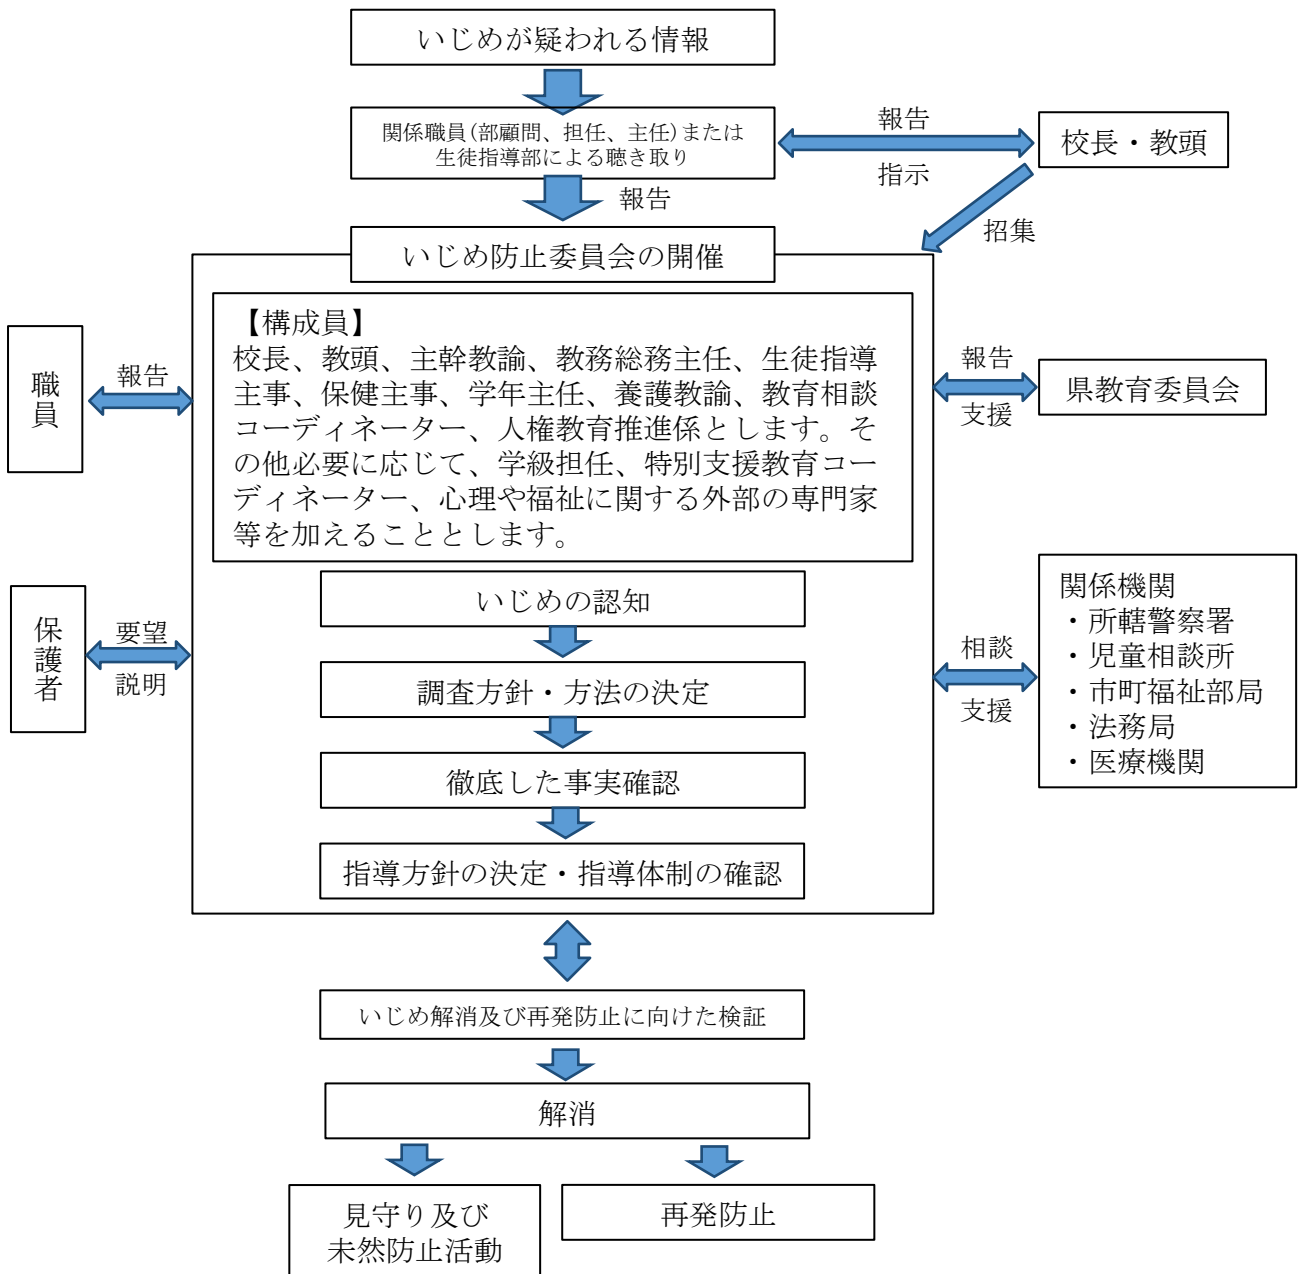 いじめが疑われる情報
関係職員(部顧問、担任、主任)または
生徒指導部による聴き取り
報告
指示
校長・教頭
報告
招集
いじめ防止委員会の開催
【構成員】
校長、教頭、主幹教諭、教務総務主任、生徒指導
主事、保健主事、学年主任、養護教諭、教育相談
コーディネーター、人権教育推進係とします。そ
の他必要に応じて、学級担任、特別支援教育コー
ディネーター、心理や福祉に関する外部の専門家
等を加えることとします。
職員
報告
報告
支援
県教育委員会
保護者
要望
説明
いじめの認知
調査方針・方法の決定
徹底した事実確認
指導方針の決定・指導体制の確認
相談
支援
関係機関
・所轄警察署
・児童相談所
・市町福祉部局
・法務局
・医療機関
いじめ解消及び再発防止に向けた検証
解消
見守り及び
未然防止活動
再発防止